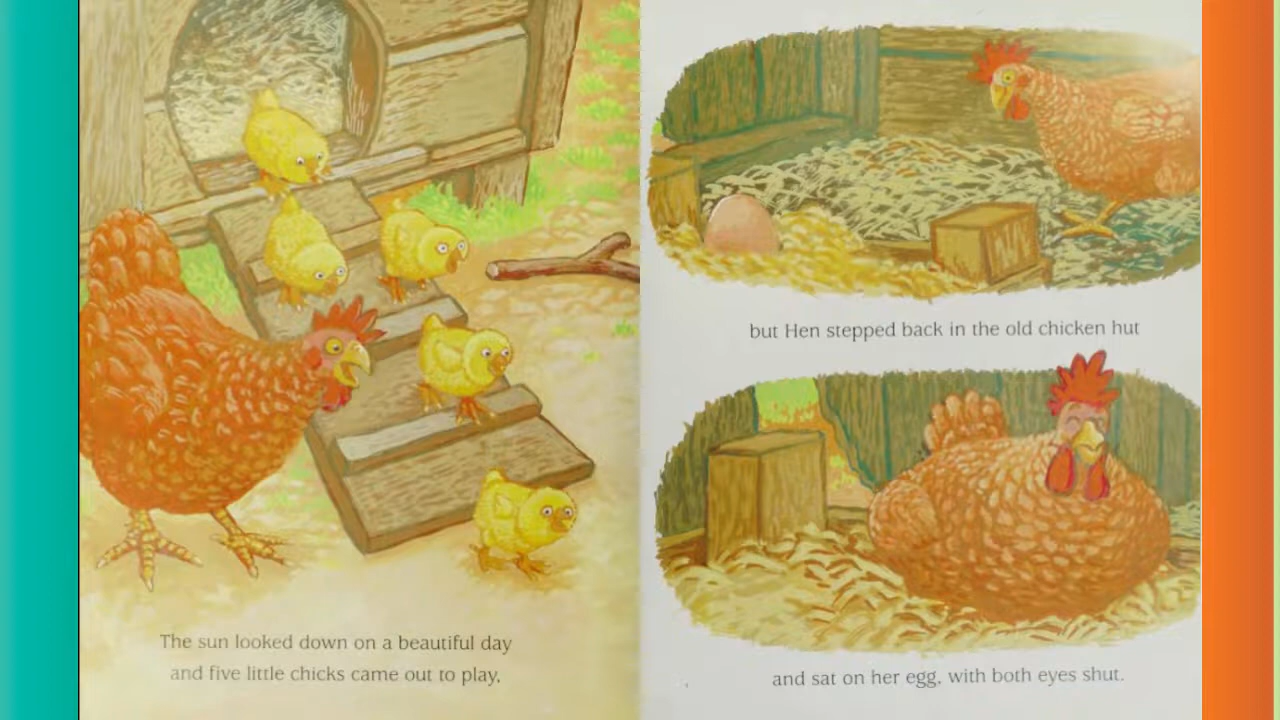 The sun looked down on a beautiful day
and five little chicks came out to play,
but Hen stepped back in the old chicken hut
and sat on her egg, with both eyes shut.